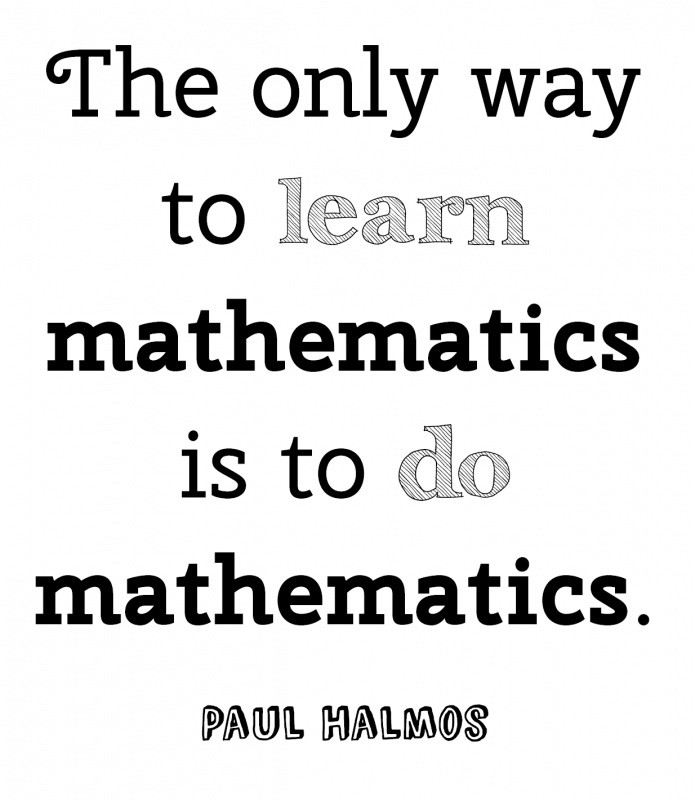 The only way
to learn
mathematics
is to do
mathematics.
PAUL HALMOS